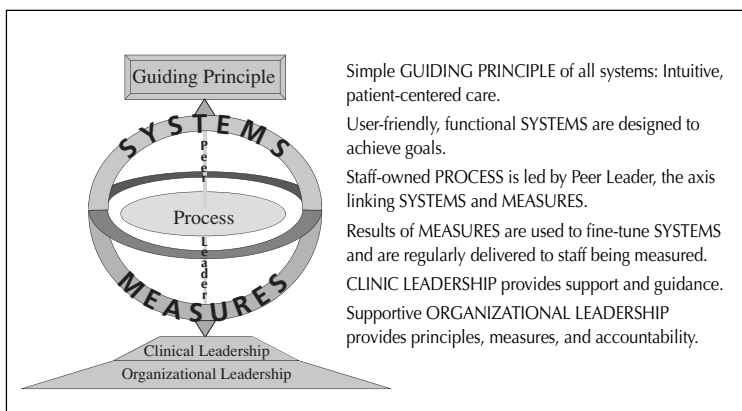 Guiding Principle
SYSTEMS
Peer Leader
Process
MEASURES
Clinical Leadership
Organizational Leadership
Simple GUIDING PRINCIPLE of all systems: Intuitive,
patient-centered care.
User-friendly, functional SYSTEMS are designed to
achieve goals.
Staff-owned PROCESS is led by Peer Leader, the axis
linking SYSTEMS and MEASURES.
Results of MEASURES are used to fine-tune SYSTEMS
and are regularly delivered to staff being measured.
CLINIC LEADERSHIP provides support and guidance.
Supportive ORGANIZATIONAL LEADERSHIP
provides principles, measures, and accountability.